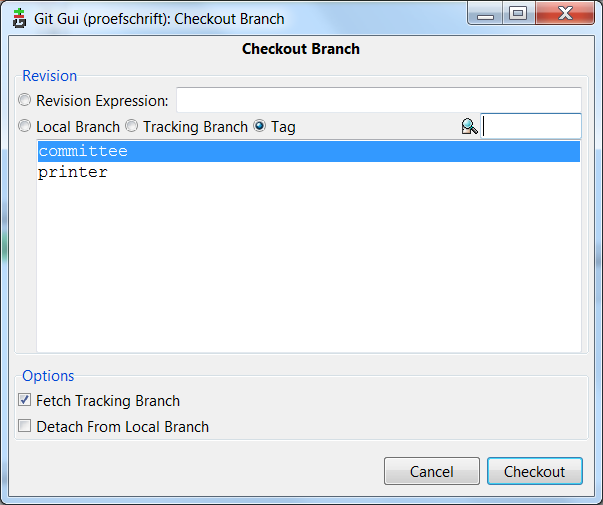 Git Gui (proefschrift): Checkout Branch
Checkout Branch
Revision
Revision Expression:
Local Branch Tracking Branch Tag
committee
printer
Options
Fetch Tracking Branch
Detach From Local Branch
Cancel Checkout